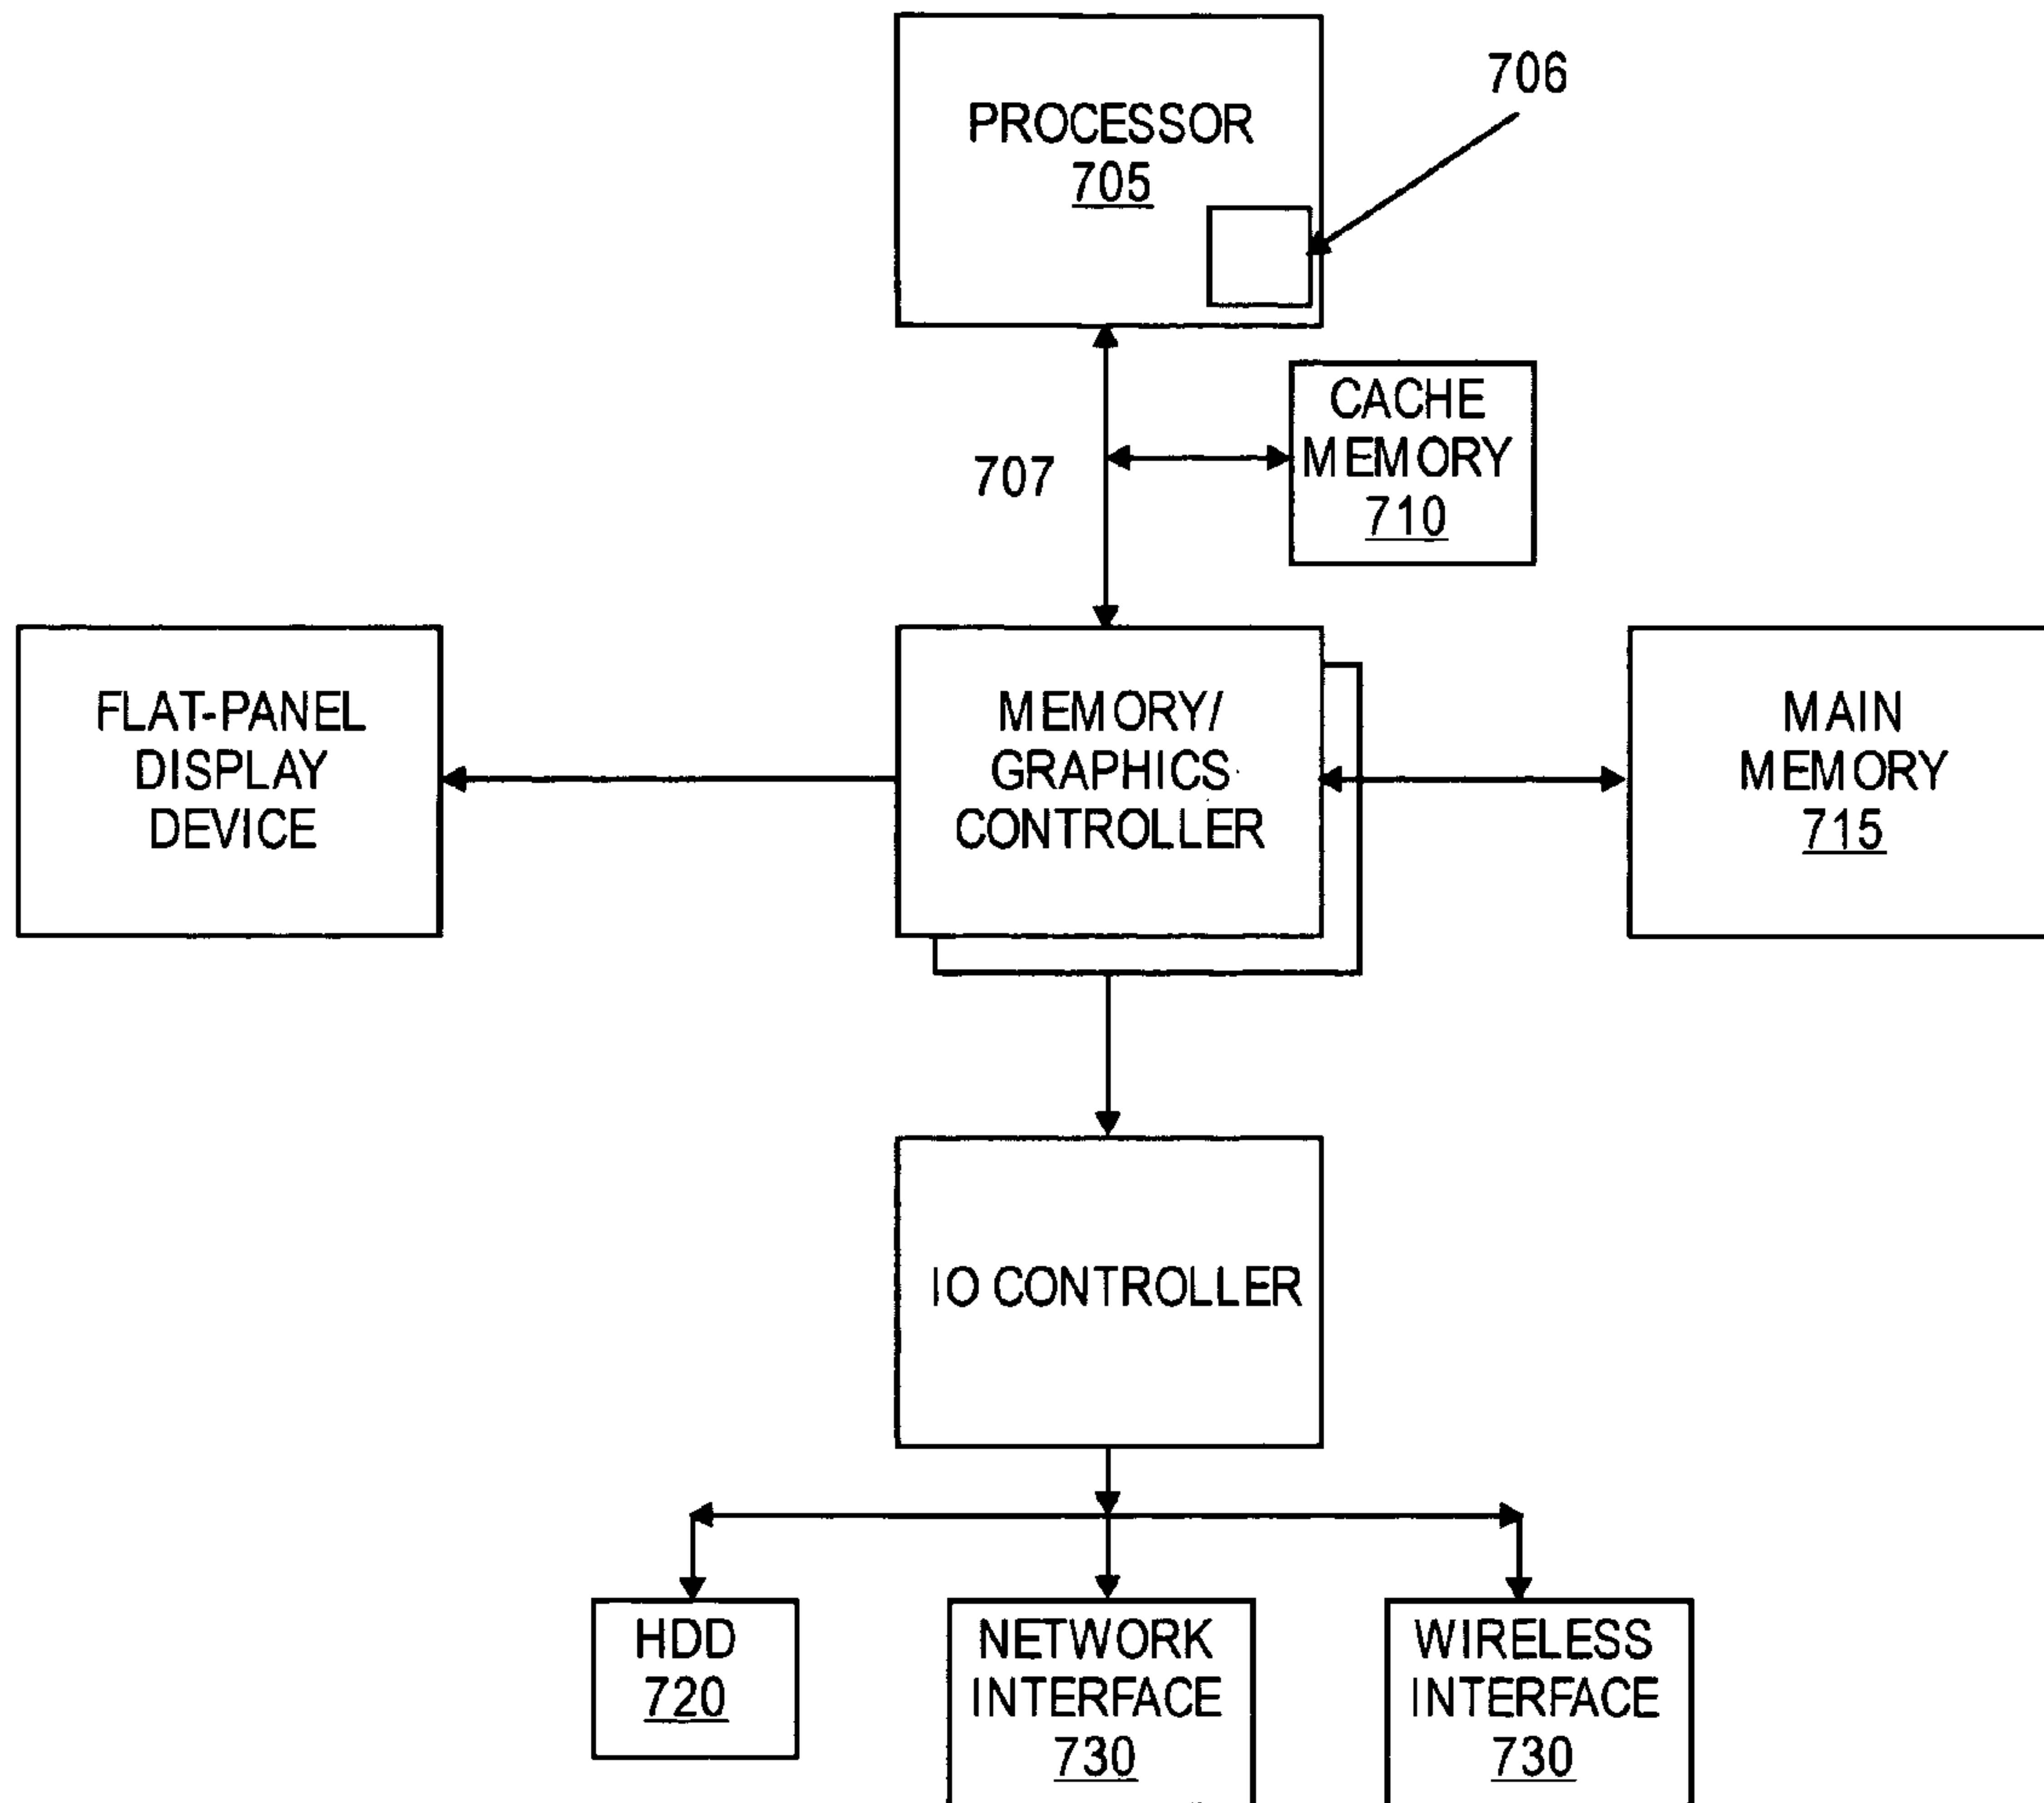 PROCESSOR
705
706
CACHE
MEMORY
710
707
FLAT-PANEL
DISPLAY
DEVICE
MEMORY/
GRAPHICS
CONTROLLER
MAIN
MEMORY
715
IO CONTROLLER
HDD
720
NETWORK
INTERFACE
730
WIRELESS
INTERFACE
730